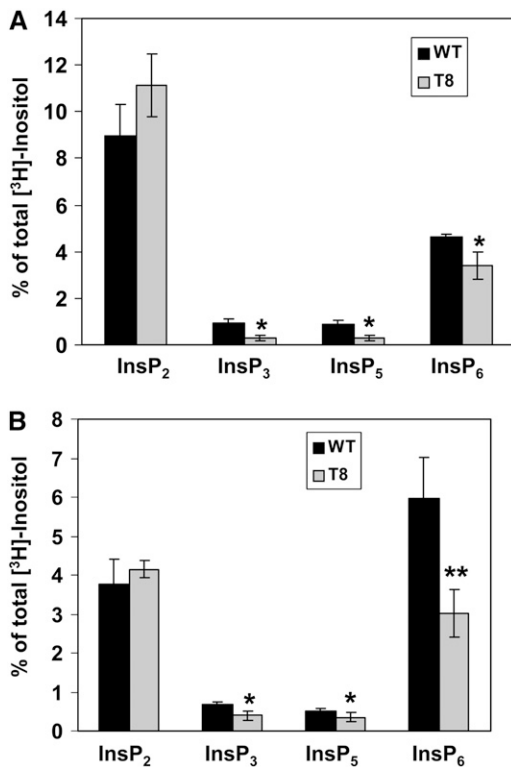 A
% of total [³H]-Inositol
14
12
10
8
6
4
2
0
WT
T8
*
*
*
InsP₂
InsP₃
InsP₅
InsP₆
B
% of total [³H]-Inositol
8
7
6
5
4
3
2
1
0
WT
T8
*
*
**
InsP₂
InsP₃
InsP₅
InsP₆